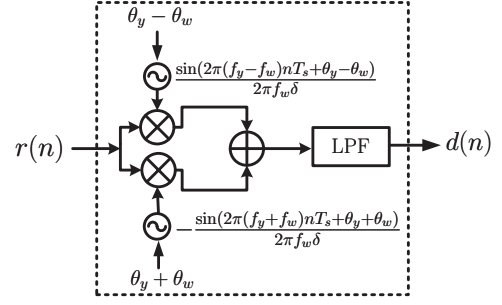 θ_y − θ_w
sin(2π(f_y−f_w)nT_s+θ_y−θ_w)
2πf_wδ
r(n)
LPF
d(n)
−sin(2π(f_y+f_w)nT_s+θ_y+θ_w)
2πf_wδ
θ_y + θ_w